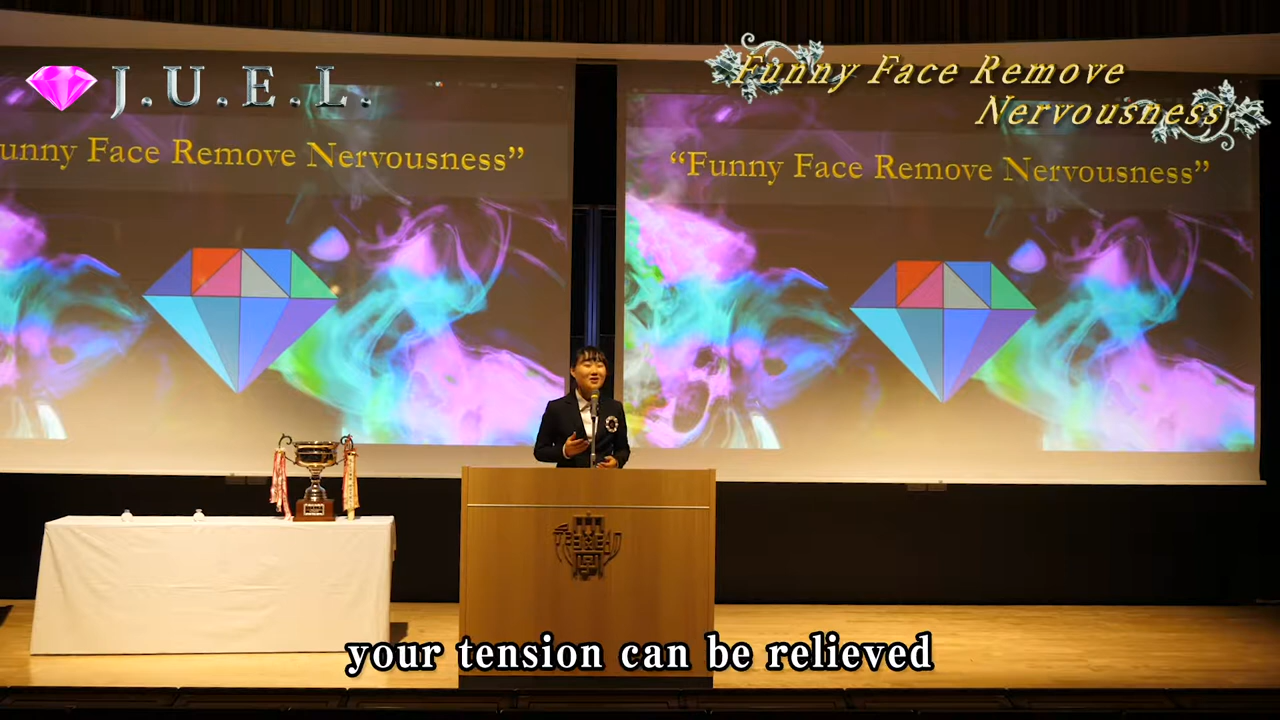 J.U.E.L.
Funny Face Remove
Nervousness
unny Face Remove Nervousness”
“Funny Face Remove Nervousness”
your tension can be relieved